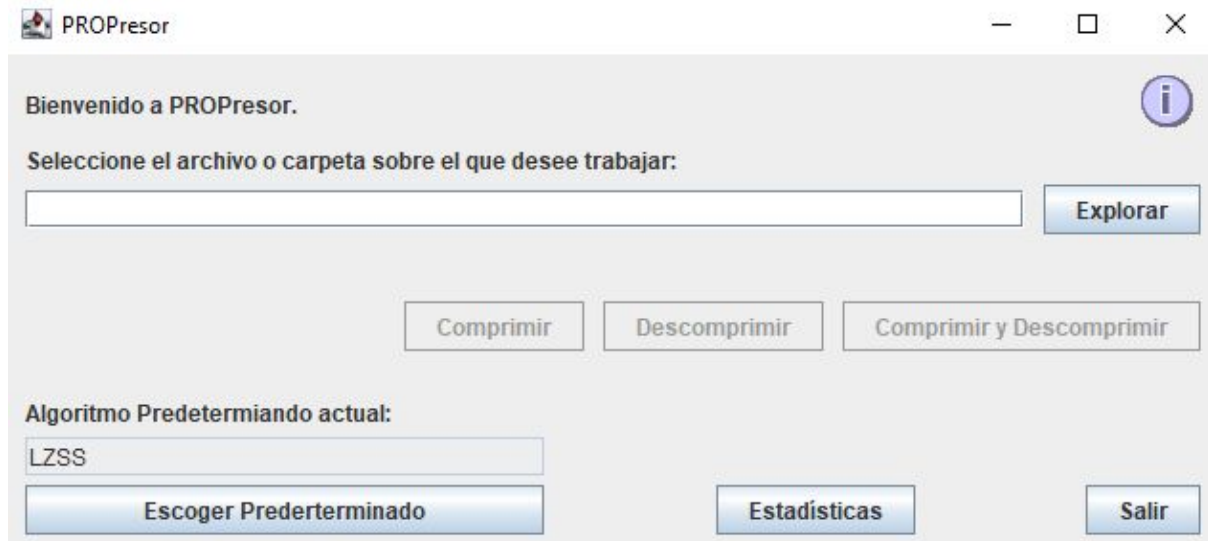 PROPresor
Bienvenido a PROPresor.
i
Seleccione el archivo o carpeta sobre el que desee trabajar:
Explorar
Comprimir Descomprimir Comprimir y Descomprimir
Algoritmo Predetermiando actual:
LZSS
Escoger Prederterminado Estadísticas Salir